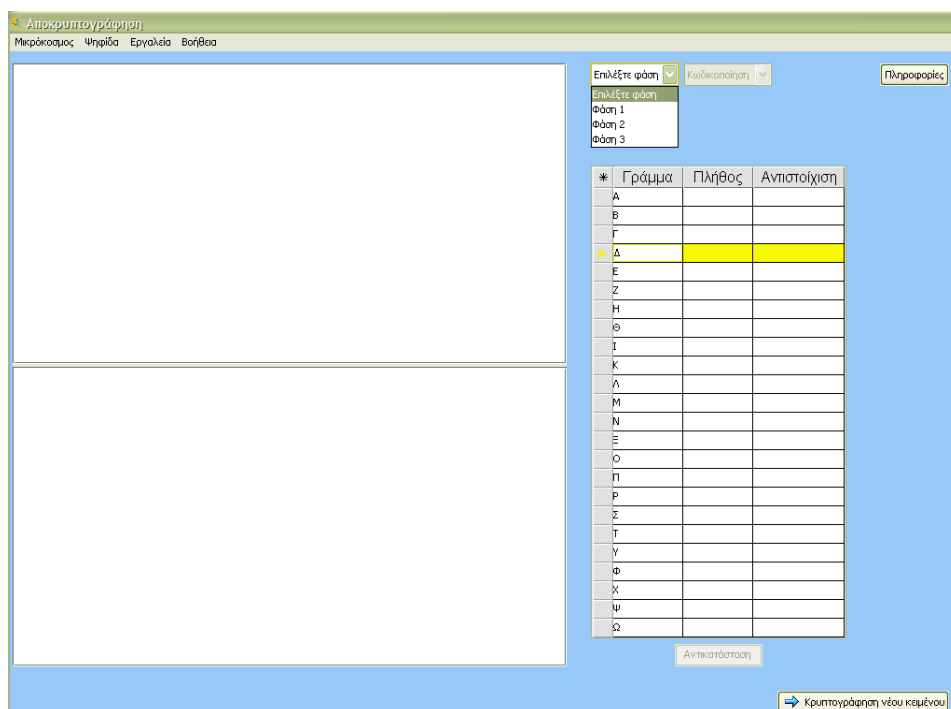 Αποκρυπτογράφηση
Μικρόκοσμος Ψηφίδα Εργαλεία Βοήθεια
Επιλέξτε φάση Κωδικοποίηση Πληροφορίες
Επιλέξτε φάση
Φάση 1
Φάση 2
Φάση 3
* Γράμμα Πλήθος Αντιστοίχιση
Α
Β
Γ
Δ
Ε
Ζ
Η
Θ
Ι
Κ
Λ
Μ
Ν
Ξ
Ο
Π
Ρ
Σ
Τ
Υ
Φ
Χ
Ψ
Ω
Αντικατάσταση
Κρυπτογράφηση νέου κειμένου